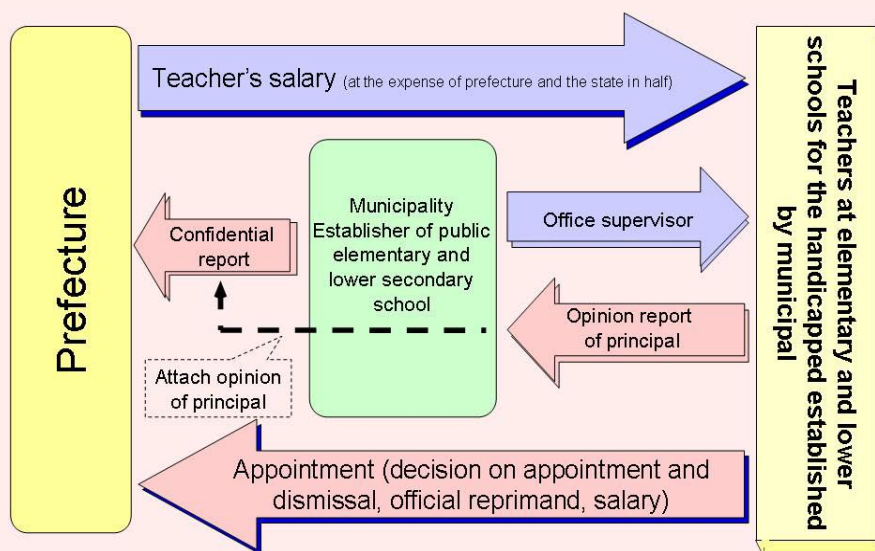 Prefecture
Teacher's salary (at the expense of prefecture and the state in half)
Municipality
Establisher of public
elementary and
lower secondary
school
Confidential
report
Office supervisor
Opinion report
of principal
Attach opinion
of principal
Appointment (decision on appointment and
dismissal, official reprimand, salary)
Teachers at elementary and lower
schools for the handicapped established
by municipal